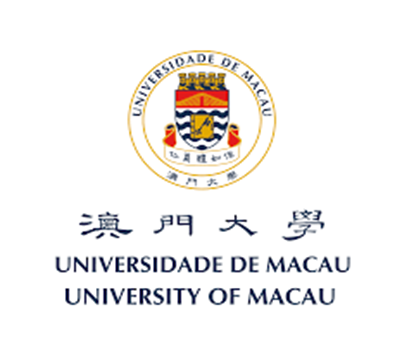 UNIVERSIDADE DE MACAU
仁義禮知信
澳門大學
澳門大學
UNIVERSIDADE DE MACAU
UNIVERSITY OF MACAU